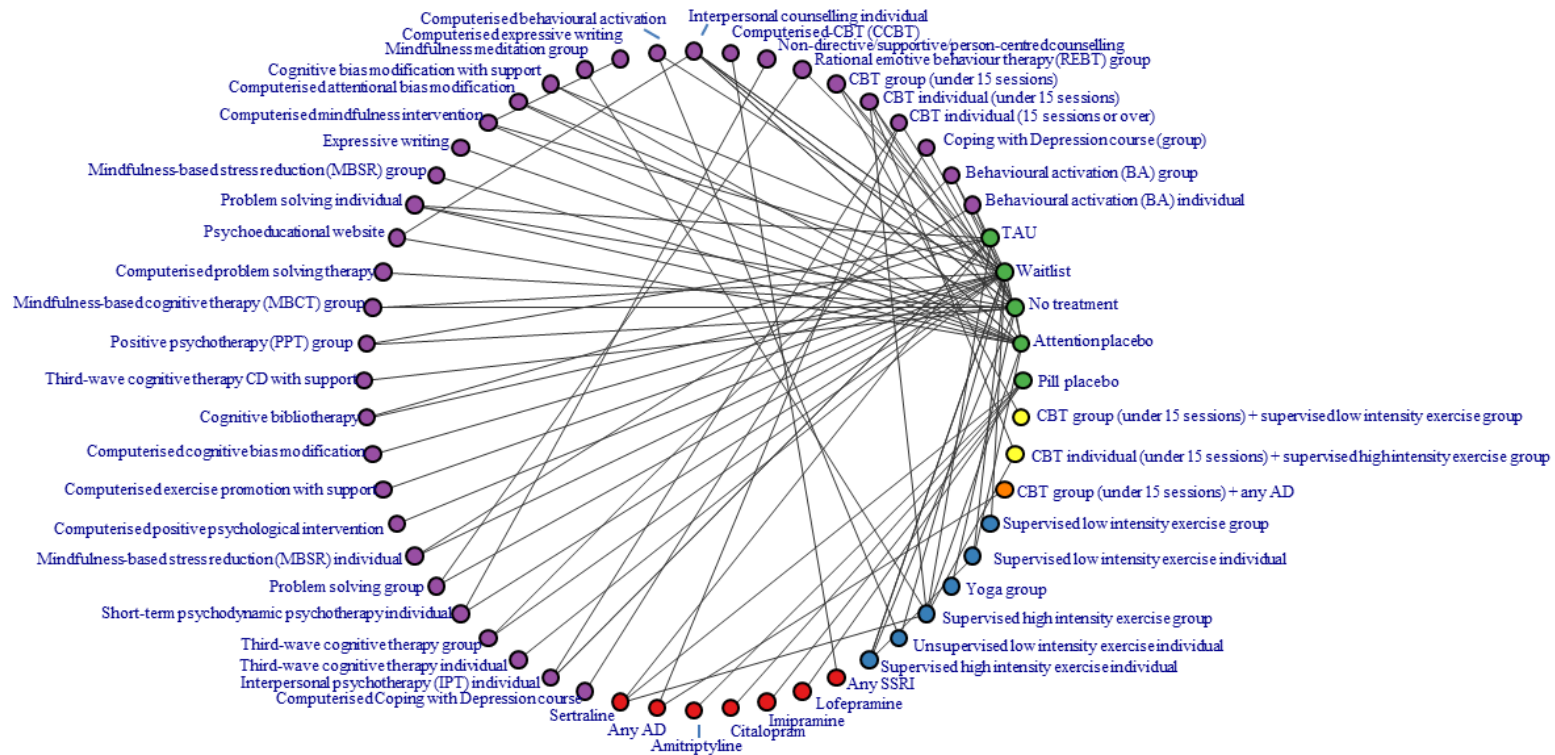 Computerised behavioural activation
Interpersonal counselling individual
Computerised expressive writing
Computerised-CBT (CCBT)
Mindfulness meditation group
Non-directive/supportive/person-centred counselling
Cognitive bias modification with support
Rational emotive behaviour therapy (REBT) group
Computerised attentional bias modification
CBT group (under 15 sessions)
CBT individual (under 15 sessions)
Computerised mindfulness intervention
CBT individual (15 sessions or over)
Expressive writing
Coping with Depression course (group)
Mindfulness-based stress reduction (MBSR) group
Behavioural activation (BA) group
Problem solving individual
Behavioural activation (BA) individual
Psychoeducational website
TAU
Computerised problem solving therapy
Waitlist
Mindfulness-based cognitive therapy (MBCT) group
No treatment
Positive psychotherapy (PPT) group
Attention placebo
Third-wave cognitive therapy CD with support
Pill placebo
Cognitive bibliotherapy
CBT group (under 15 sessions) + supervised low intensity exercise group
Computerised cognitive bias modification
CBT individual (under 15 sessions) + supervised high intensity exercise group
Computerised exercise promotion with support
CBT group (under 15 sessions) + any AD
Computerised positive psychological intervention
Supervised low intensity exercise group
Mindfulness-based stress reduction (MBSR) individual
Supervised low intensity exercise individual
Problem solving group
Yoga group
Short-term psychodynamic psychotherapy individual
Supervised high intensity exercise group
Third-wave cognitive therapy group
Unsupervised low intensity exercise individual
Third-wave cognitive therapy individual
Supervised high intensity exercise individual
Interpersonal psychotherapy (IPT) individual
Any SSRI
Computerised Coping with Depression course
Lofepramine
Sertraline
Imipramine
Any AD
Citalopram
Amitriptyline